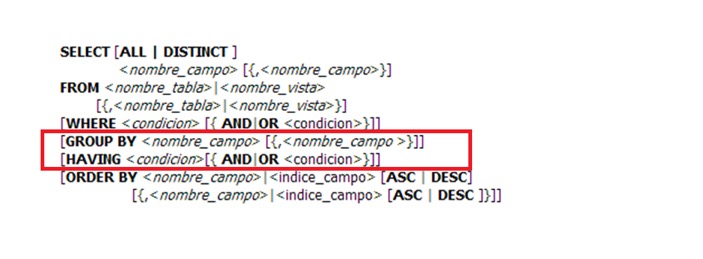 SELECT [ALL | DISTINCT ]
<nombre_campo> [{,<nombre_campo>}]
FROM <nombre_tabla>|<nombre_vista>
[{,<nombre_tabla>|<nombre_vista>}]
[WHERE <condicion> [{ AND|OR <condicion>}]]
[GROUP BY <nombre_campo> [{,<nombre_campo >}]]
[HAVING <condicion>[{ AND|OR <condicion>}]]
[ORDER BY <nombre_campo>|<indice_campo> [ASC | DESC]
[{,<nombre_campo>|<indice_campo> [ASC | DESC ]}]]